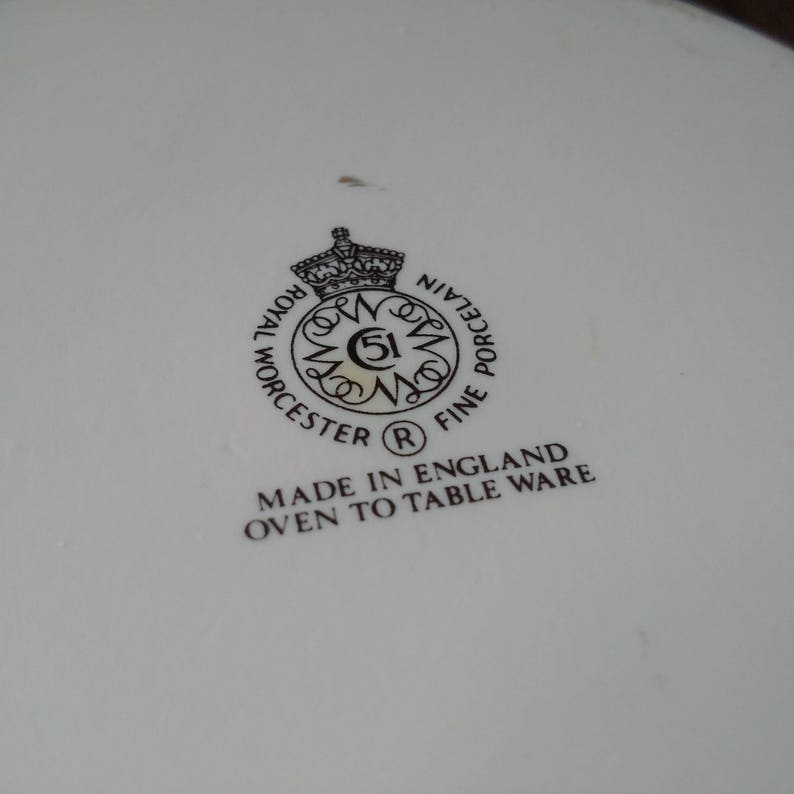 ROYAL WORCESTER ® FINE PORCELAIN
C51
MADE IN ENGLAND
OVEN TO TABLE WARE